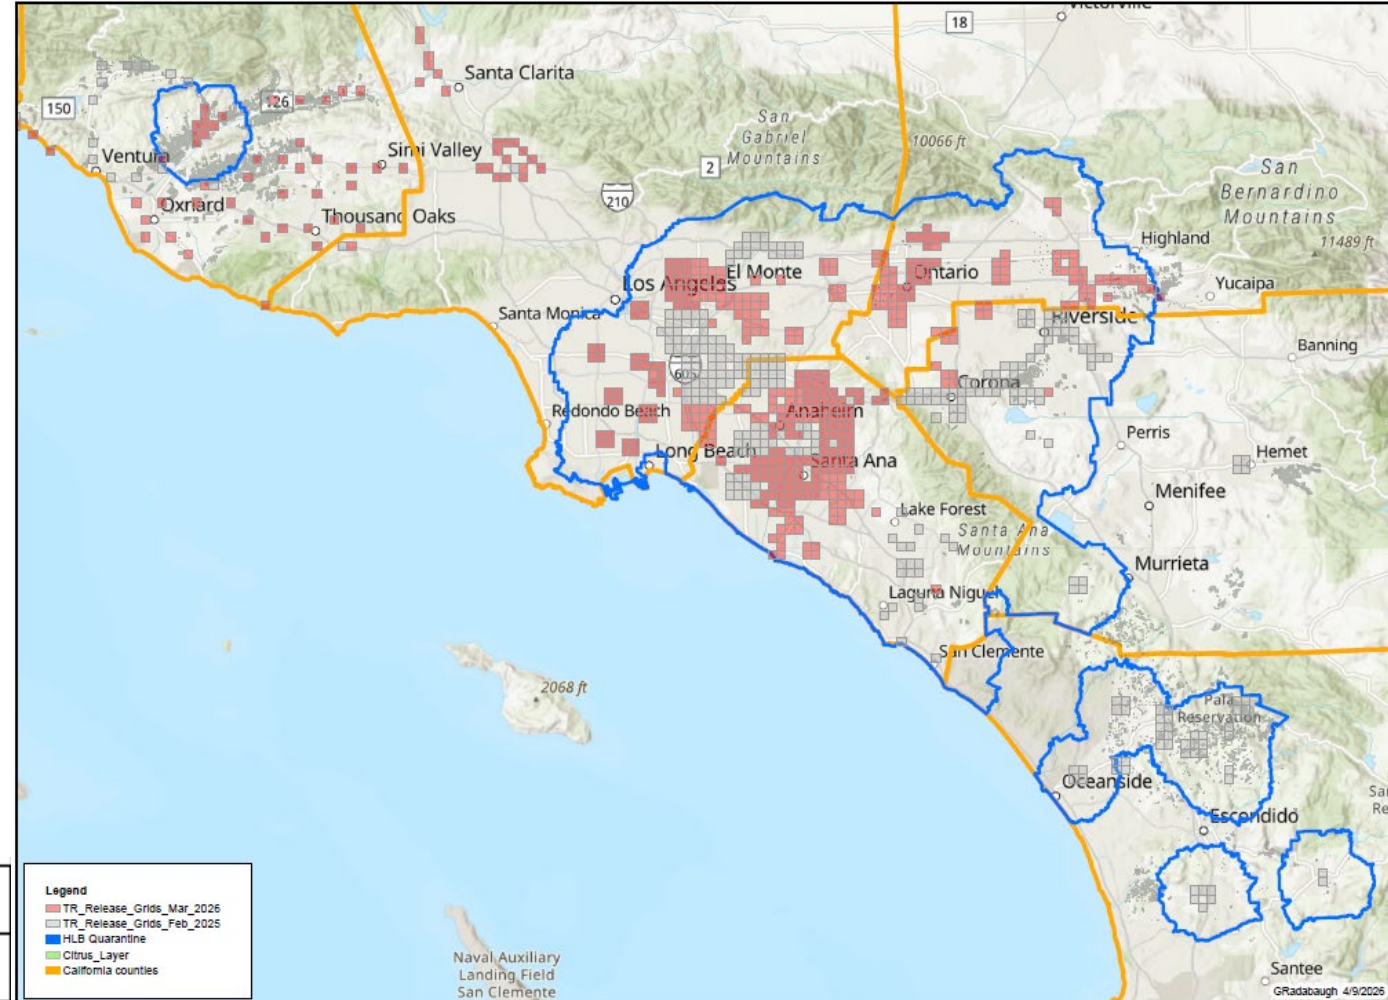 18
Santa Clarita
126
150
San
Gabriel
Mountains
10066 ft
2
Ventura
Simi Valley
San
Bernardino
Mountains
210
Oxnard
Thousand Oaks
Highland
11489 ft
El Monte
Ontario
Los Angeles
Yucaipa
Santa Monica
Riverside
Banning
605
Corona
Redondo Beach
Anaheim
Perris
Long Beach
Santa Ana
Hemet
Menifee
Lake Forest
Santa Ana
Mountains
Murrieta
Laguna Niguel
San Clemente
2068 ft
Pala
Reservation
Oceanside
Escondido
Legend
TR_Release_Grids_Mar_2026
TR_Release_Grids_Feb_2025
HLB Quarantine
Citrus_Layer
California counties
Naval Auxiliary
Landing Field
San Clemente
Santee
GRadabaugh 4/9/2026